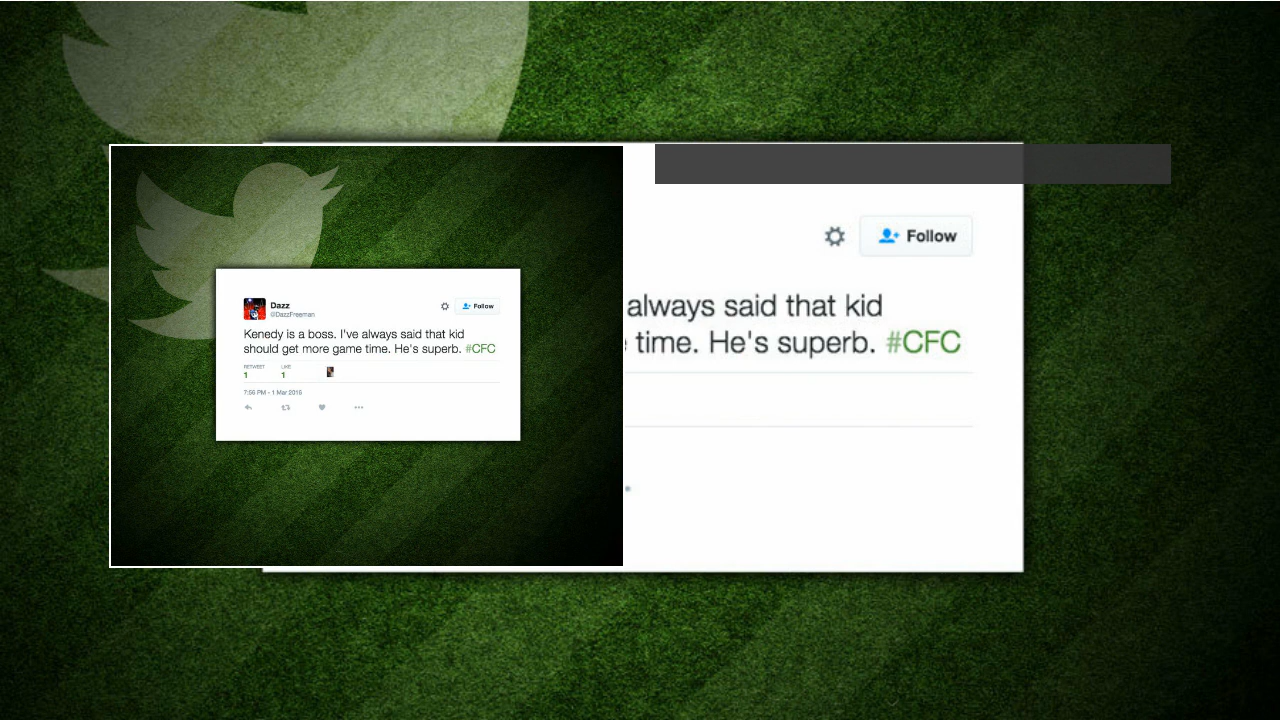 Dazz
@DazzFreeman
Follow
Kenedy is a boss. I've always said that kid
should get more game time. He's superb. #CFC
RETWEET
LIKE
1
1
7:56 PM - 1 Mar 2016
Follow
always said that kid
time. He's superb. #CFC